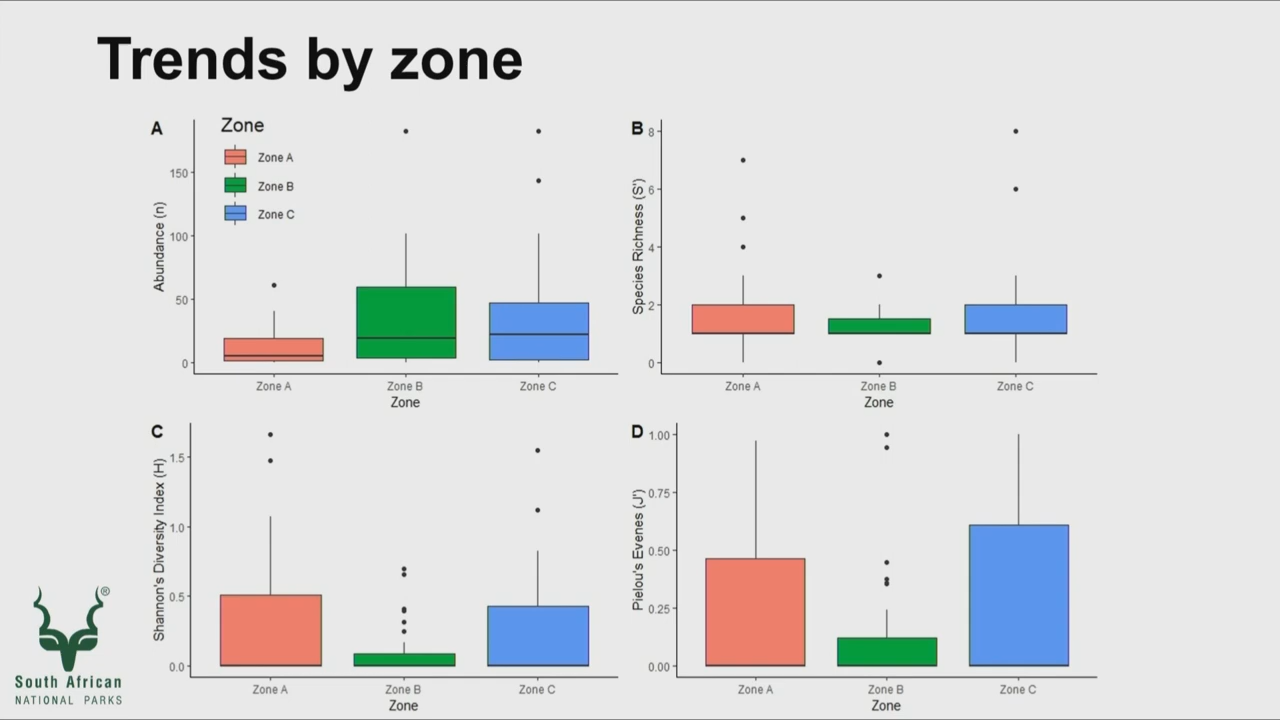 Trends by zone
A
Zone
Zone A
Zone B
Zone C
Abundance (n)
150
100
50
0
Zone A Zone B Zone C
Zone
B
Species Richness (S')
8
6
4
2
0
Zone A Zone B Zone C
Zone
C
Shannon's Diversity Index (H)
1.5
1.0
0.5
0.0
Zone A Zone B Zone C
Zone
D
Pielou's Evenes (J')
1.00
0.75
0.50
0.25
0.00
Zone A Zone B Zone C
Zone
®
South African
NATIONAL PARKS